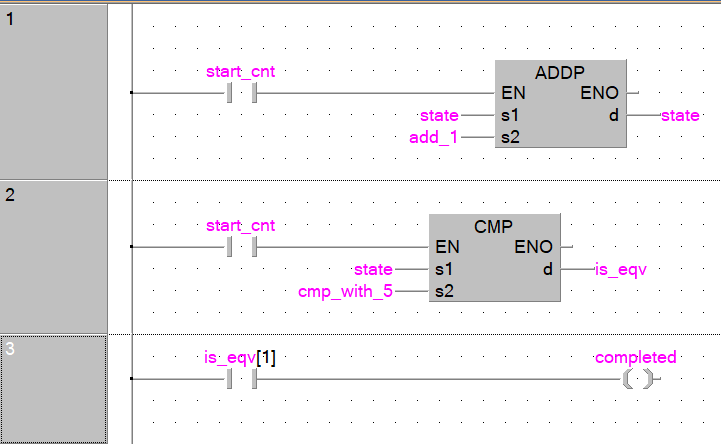 1
start_cnt
ADDP
EN ENO
state s1 d state
add_1 s2
2
start_cnt
CMP
EN ENO
state s1 d is_eqv
cmp_with_5 s2
3
is_eqv[1] completed